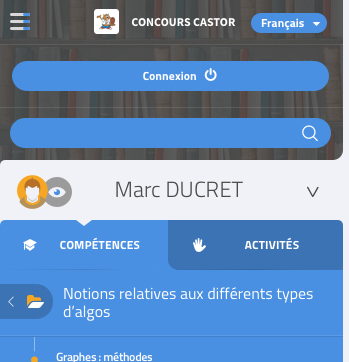 CONCOURS CASTOR
Français
Connexion
Marc DUCRET
COMPÉTENCES
ACTIVITÉS
Notions relatives aux différents types
d’algos
Graphes : méthodes